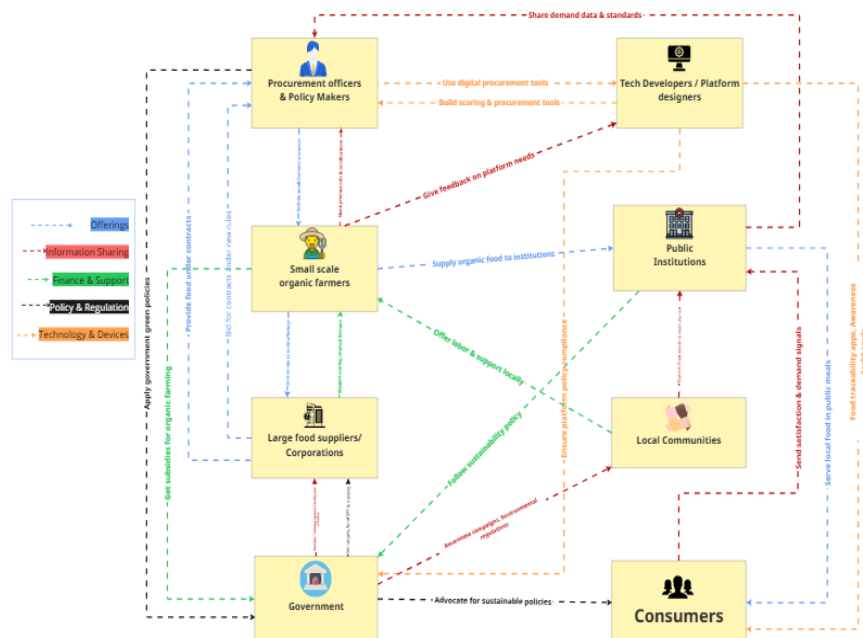 Share demand data & standards
Procurement officers
& Policy Makers
Use digital procurement tools
Build scoring & procurement tools
Tech Developers / Platform
designers
Give feedback on platform needs
Offerings
Information Sharing
Finance & Support
Policy & Regulation
Technology & Devices
Apply government green policies
Provide food under contracts
Bid for contracts under new rules
Small scale
organic farmers
Supply organic food to institutions
Public
Institutions
Offer labor & support locally
Get subsidies for organic farming
Large food suppliers/
Corporations
Follow sustainability policy
Ensure platform policy compliance
Local Communities
Send satisfaction & demand signals
Serve local food in public meals
Food traceability apps, Awareness
Awareness campaigns, Environmental
regulations
Government
Advocate for sustainable policies
Consumers